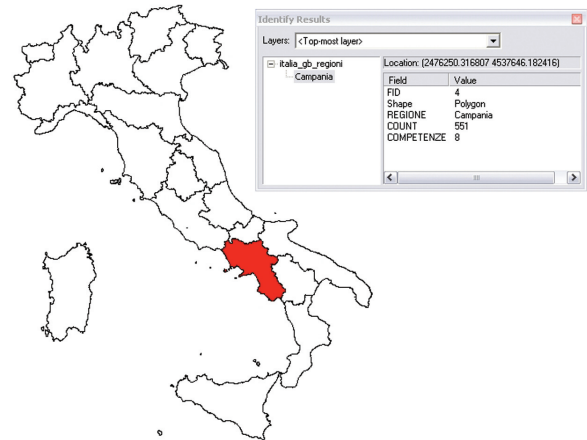 Identify Results
Layers: <Top-most layer>
italia_gb_regioni
Campania
Location: (2476250.316807 4537646.182416)
Field Value
FID 4
Shape Polygon
REGIONE Campania
COUNT 551
COMPETENZE 8